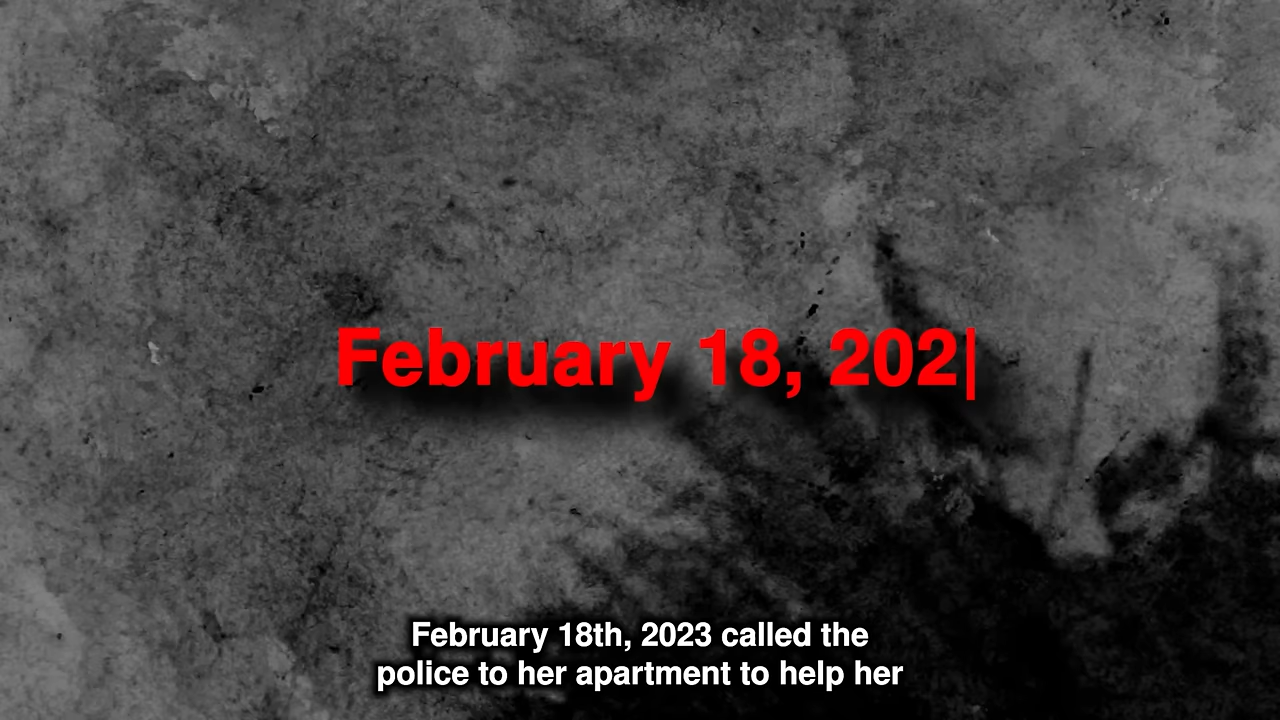 February 18, 202|
February 18th, 2023 called the
police to her apartment to help her